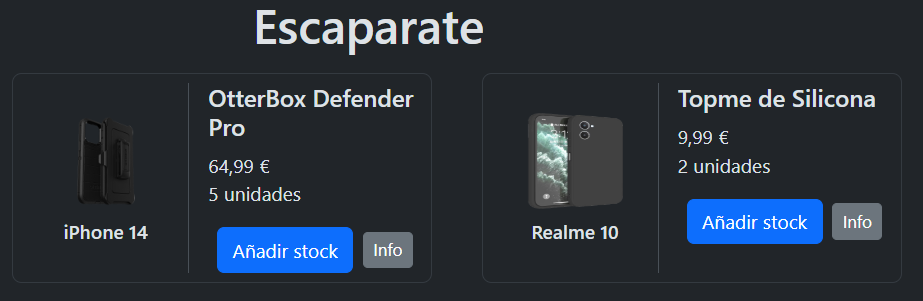 Escaparate
OtterBox Defender
Pro
64,99 €
5 unidades
iPhone 14
Añadir stock
Info
Topme de Silicona
9,99 €
2 unidades
Realme 10
Añadir stock
Info